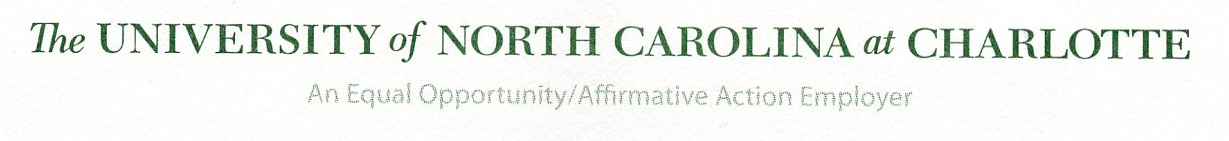 The UNIVERSITY of NORTH CAROLINA at CHARLOTTE
An Equal Opportunity/Affirmative Action Employer